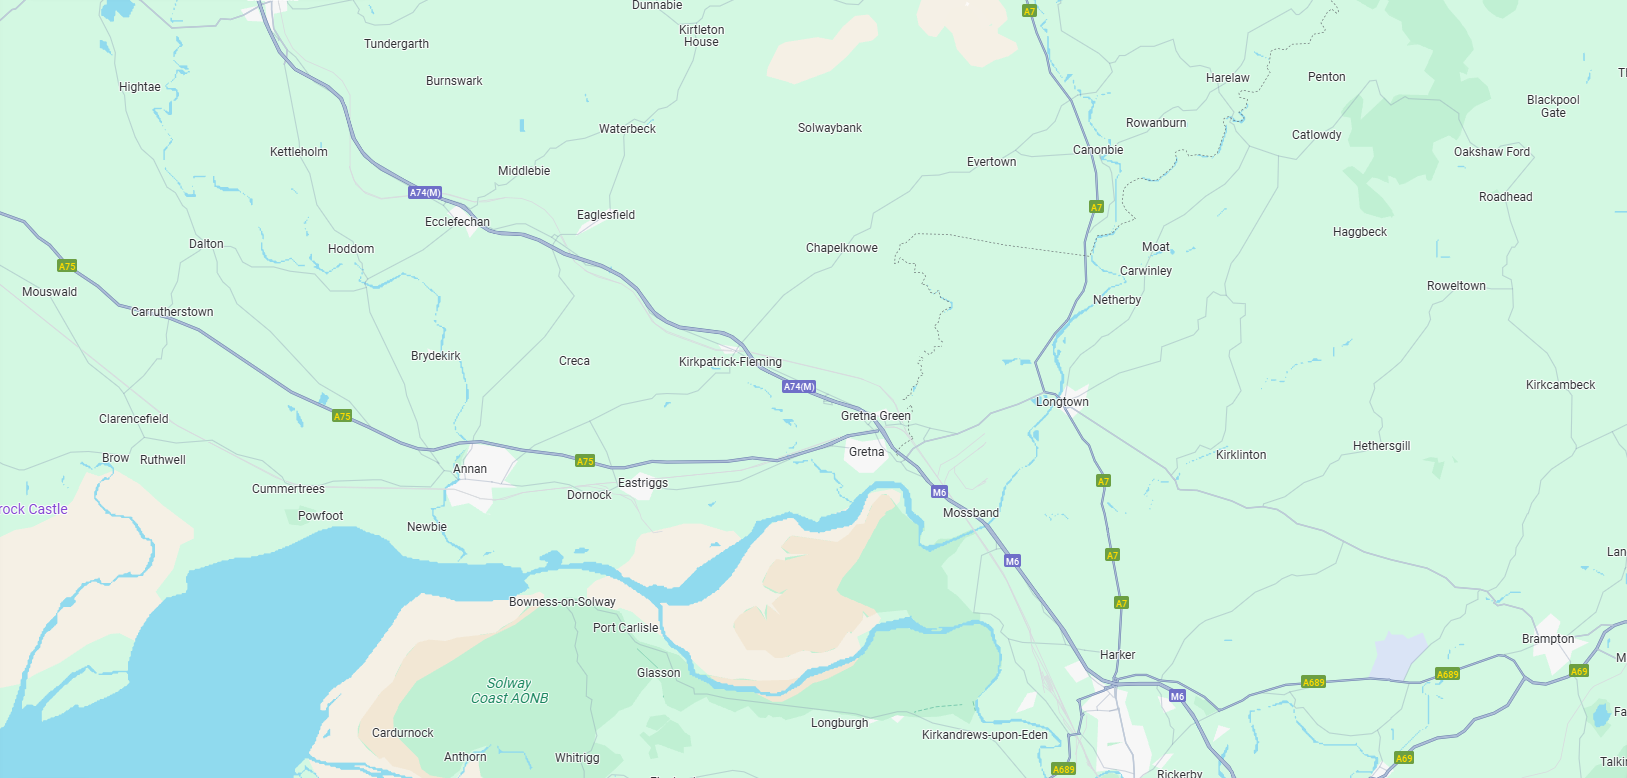 Dunnabie
A7
Kirtleton
House
Tundergarth
Burnswark
Harelaw
Penton
Hightae
Blackpool
Gate
Waterbeck
Solwaybank
Rowanburn
Catlowdy
Kettleholm
Canonbie
Oakshaw Ford
Evertown
Middlebie
A74(M)
Roadhead
A7
Ecclefechan
Eaglesfield
Haggbeck
Dalton
Hoddom
Chapelknowe
Moat
A75
Carwinley
Mouswald
Roweltown
Netherby
Carrutherstown
Brydekirk
Creca
Kirkpatrick-Fleming
A74(M)
Kirkcambeck
Longtown
Clarencefield
A75
Gretna Green
Hethersgill
Gretna
Brow
Ruthwell
Annan
A75
Kirklinton
Eastriggs
A7
Cummertrees
Dornock
M6
rock Castle
Powfoot
Mossband
Newbie
A7
Lan
M6
Bowness-on-Solway
A7
Port Carlisle
Brampton
Harker
M
Glasson
A689
A689
A69
Solway
Coast AONB
M6
Fa
Cardurnock
Longburgh
Kirkandrews-upon-Eden
Anthorn
Whitrigg
A69
Talki
A689
Rickerby